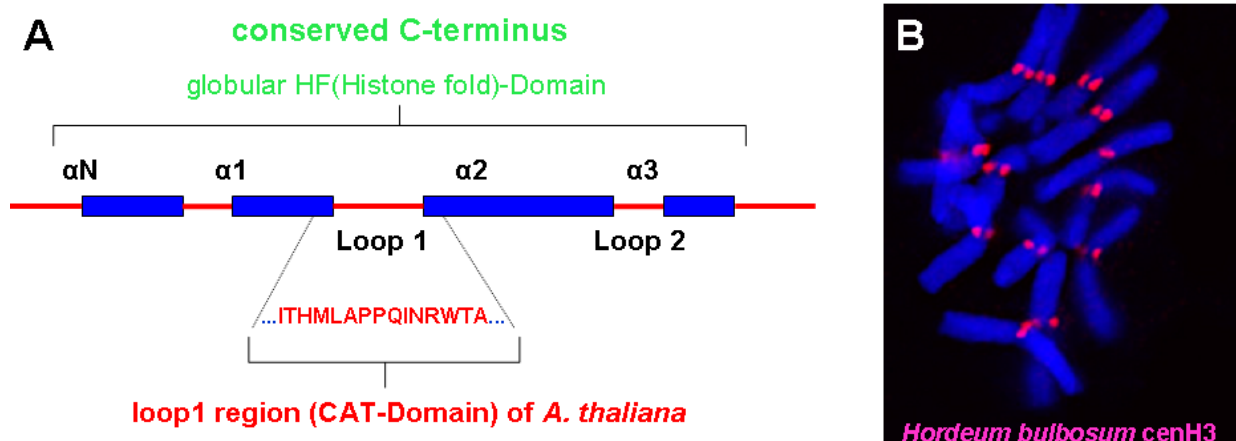 A
conserved C-terminus
globular HF(Histone fold)-Domain
αN
α1
α2
α3
Loop 1
Loop 2
...ITHMLAPPQINRWTA...
loop1 region (CAT-Domain) of A. thaliana
B
Hordeum bulbosum cenH3